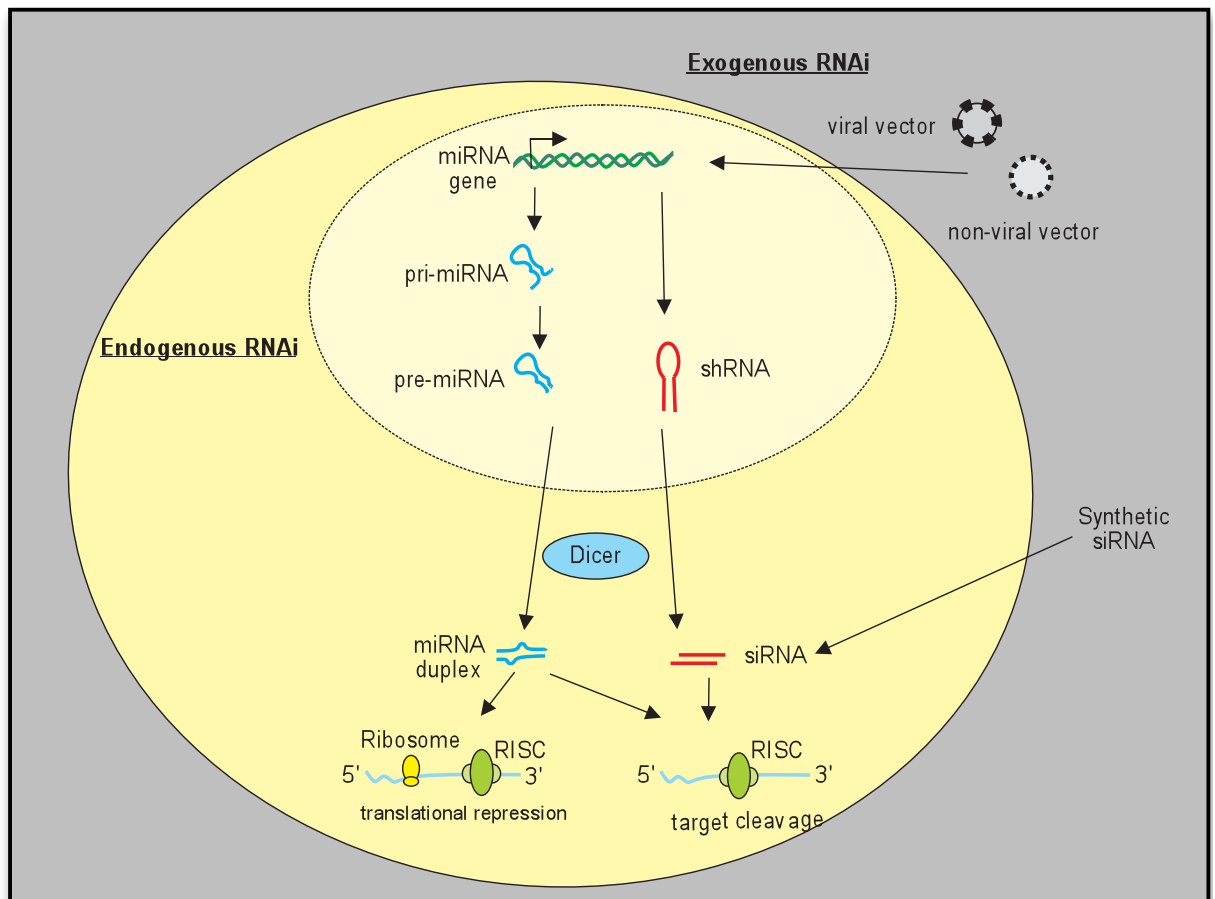 Exogenous RNAi
viral vector
miRNA
gene
non-viral vector
pri-miRNA
Endogenous RNAi
pre-miRNA
shRNA
Synthetic
siRNA
Dicer
miRNA
duplex
siRNA
Ribosome
RISC
5'
3'
translational repression
RISC
5'
3'
target cleavage